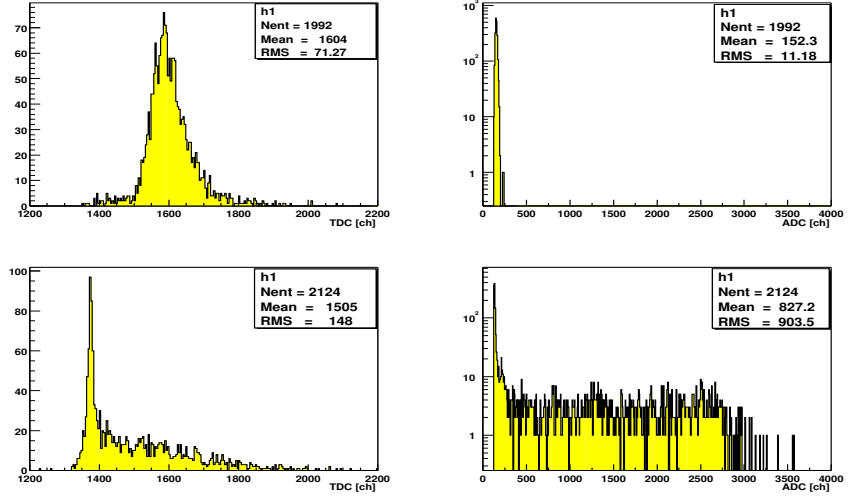 h1
Nent = 1992
Mean = 1604
RMS = 71.27
70
60
50
40
30
20
10
0
1200 1400 1600 1800 2000 2200
TDC [ch]
h1
Nent = 1992
Mean = 152.3
RMS = 11.18
10³
10²
10
1
0 500 1000 1500 2000 2500 3000 3500 4000
ADC [ch]
h1
Nent = 2124
Mean = 1505
RMS = 148
100
80
60
40
20
0
1200 1400 1600 1800 2000 2200
TDC [ch]
h1
Nent = 2124
Mean = 827.2
RMS = 903.5
10²
10
1
0 500 1000 1500 2000 2500 3000 3500 4000
ADC [ch]